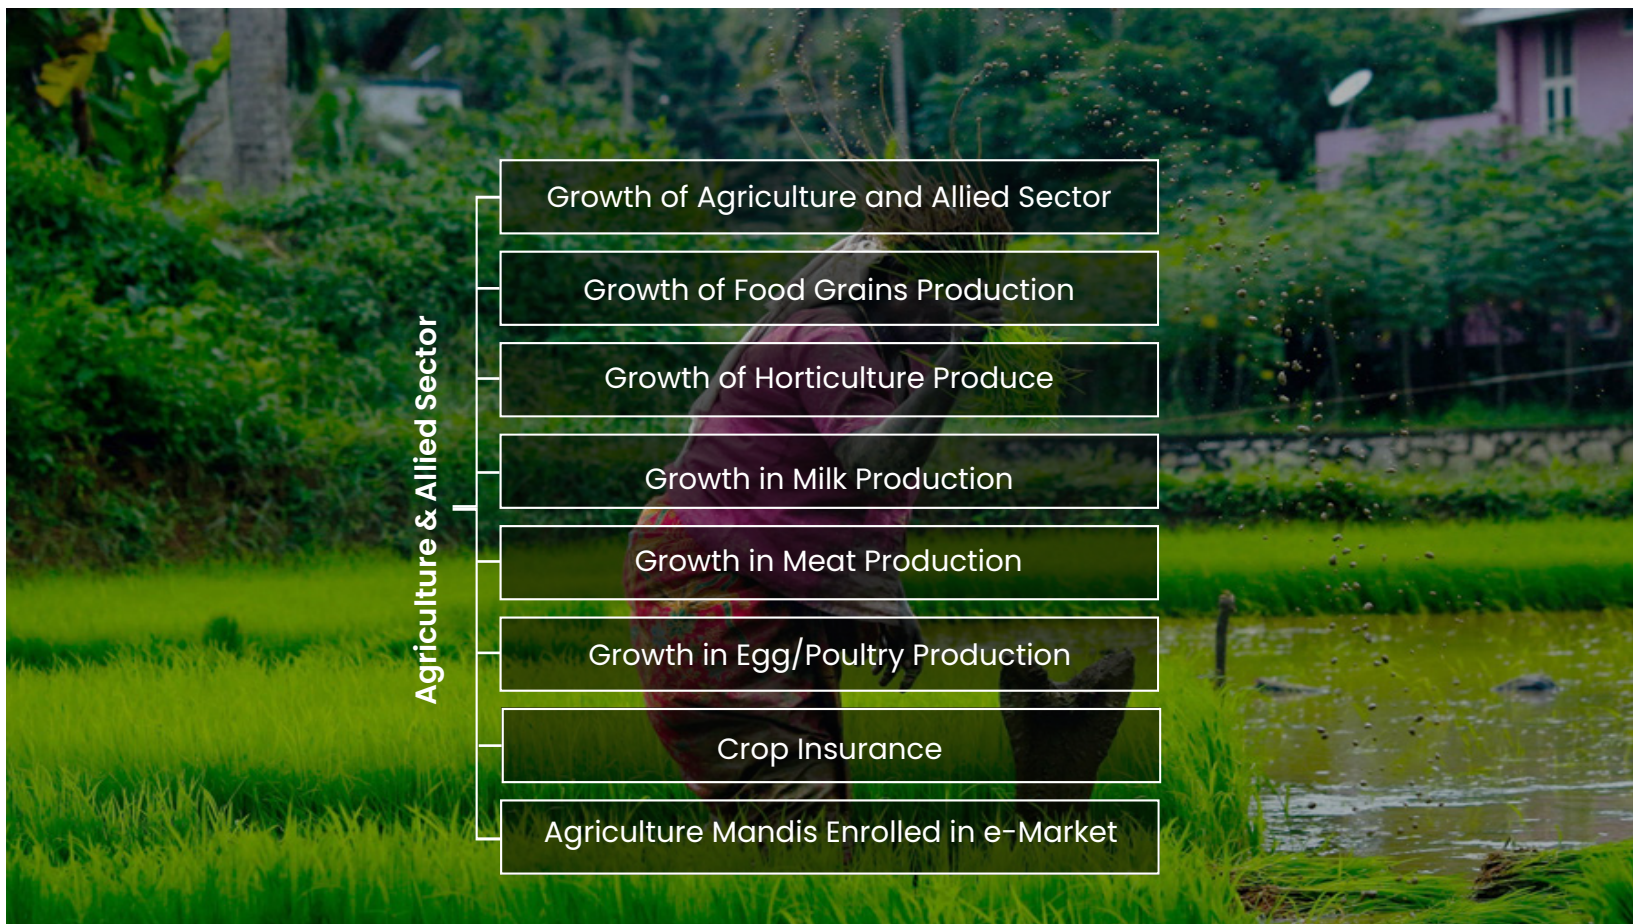 Agriculture & Allied Sector
Growth of Agriculture and Allied Sector
Growth of Food Grains Production
Growth of Horticulture Produce
Growth in Milk Production
Growth in Meat Production
Growth in Egg/Poultry Production
Crop Insurance
Agriculture Mandis Enrolled in e-Market